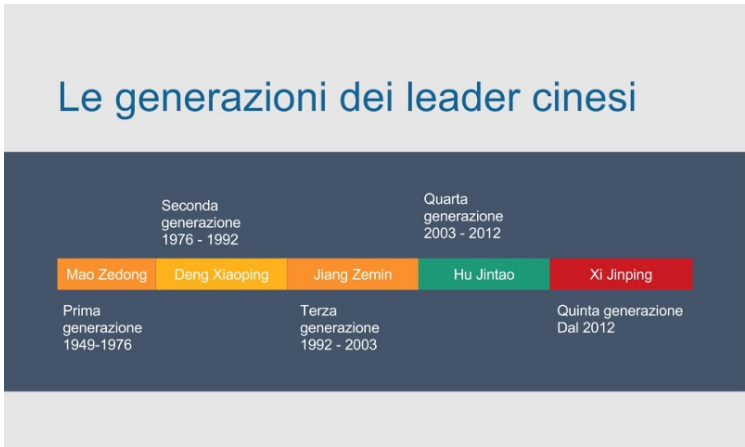 Le generazioni dei leader cinesi
Seconda
generazione
1976 - 1992
Quarta
generazione
2003 - 2012
Mao Zedong
Deng Xiaoping
Jiang Zemin
Hu Jintao
Xi Jinping
Prima
generazione
1949-1976
Terza
generazione
1992 - 2003
Quinta generazione
Dal 2012